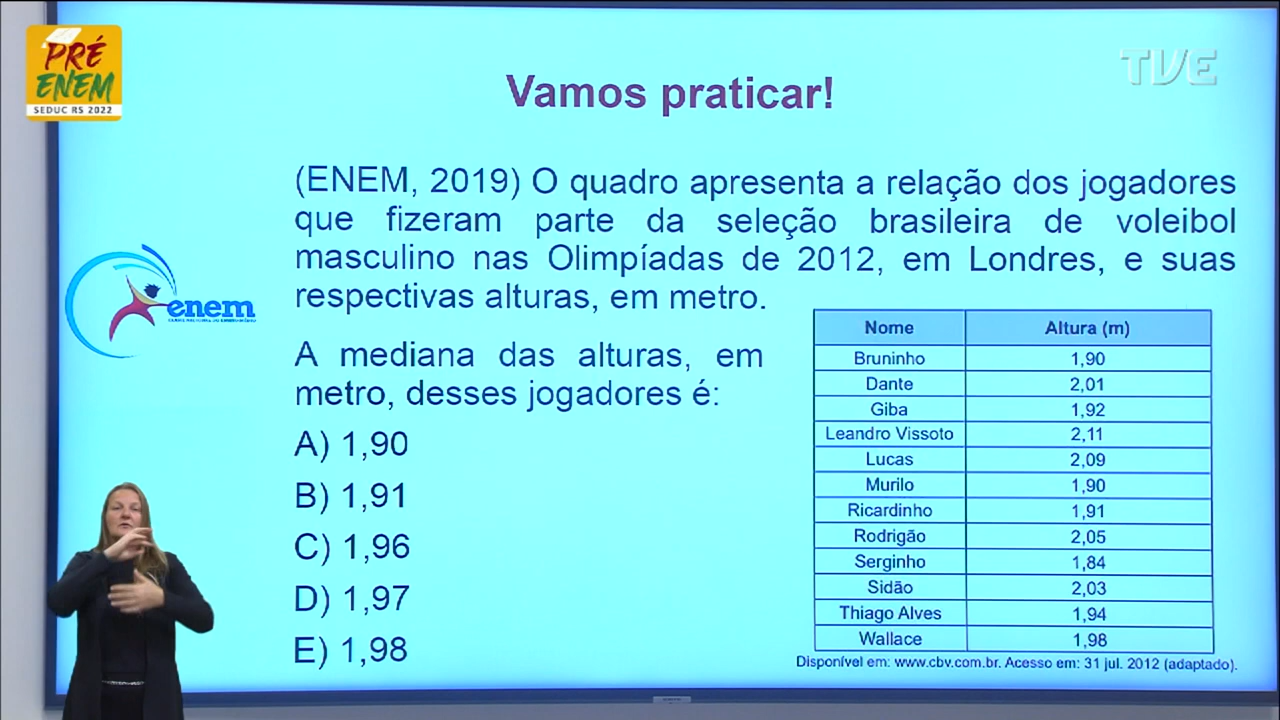 PRÉ
ENEM
SEDUC RS 2022
TVE
Vamos praticar!
(ENEM, 2019) O quadro apresenta a relação dos jogadores
que fizeram parte da seleção brasileira de voleibol
masculino nas Olimpíadas de 2012, em Londres, e suas
respectivas alturas, em metro.
enem
A mediana das alturas, em
metro, desses jogadores é:
A) 1,90
B) 1,91
C) 1,96
D) 1,97
E) 1,98
Nome Altura (m)
Bruninho 1,90
Dante 2,01
Giba 1,92
Leandro Vissoto 2,11
Lucas 2,09
Murilo 1,90
Ricardinho 1,91
Rodrigão 2,05
Serginho 1,84
Sidão 2,03
Thiago Alves 1,94
Wallace 1,98
Disponível em: www.cbv.com.br. Acesso em: 31 jul. 2012 (adaptado).